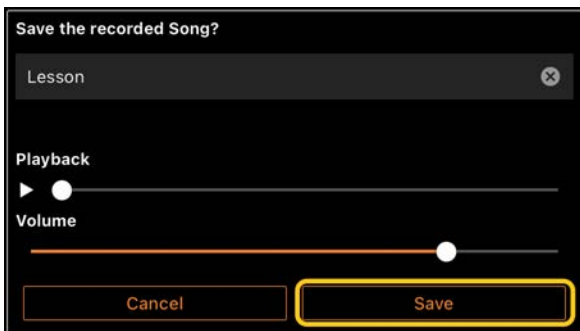 Save the recorded Song?
Lesson
Playback
Volume
Cancel Save